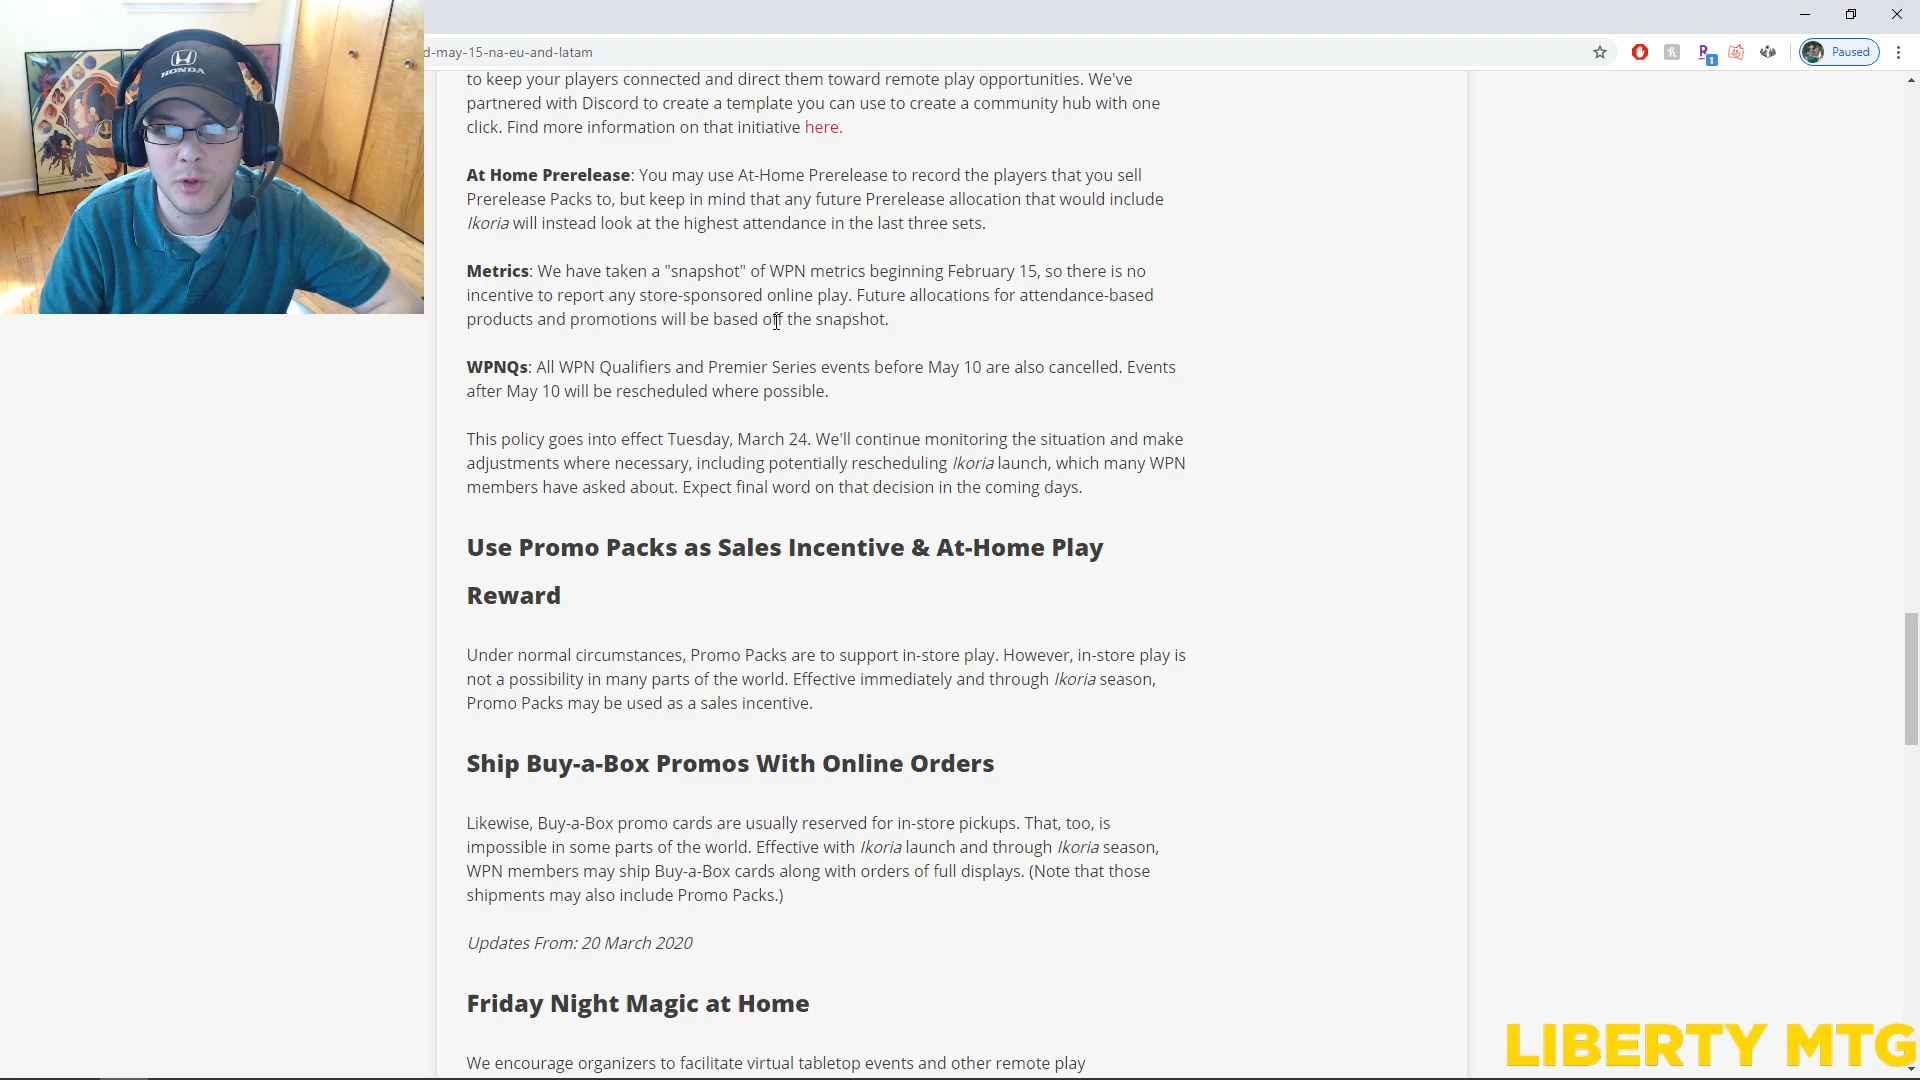 HONDA
d-may-15-na-eu-and-latam
1
Paused
to keep your players connected and direct them toward remote play opportunities. We've
partnered with Discord to create a template you can use to create a community hub with one
click. Find more information on that initiative here.
At Home Prerelease: You may use At-Home Prerelease to record the players that you sell
Prerelease Packs to, but keep in mind that any future Prerelease allocation that would include
Ikoria will instead look at the highest attendance in the last three sets.
Metrics: We have taken a "snapshot" of WPN metrics beginning February 15, so there is no
incentive to report any store-sponsored online play. Future allocations for attendance-based
products and promotions will be based off the snapshot.
WPNQs: All WPN Qualifiers and Premier Series events before May 10 are also cancelled. Events
after May 10 will be rescheduled where possible.
This policy goes into effect Tuesday, March 24. We'll continue monitoring the situation and make
adjustments where necessary, including potentially rescheduling Ikoria launch, which many WPN
members have asked about. Expect final word on that decision in the coming days.
Use Promo Packs as Sales Incentive & At-Home Play
Reward
Under normal circumstances, Promo Packs are to support in-store play. However, in-store play is
not a possibility in many parts of the world. Effective immediately and through Ikoria season,
Promo Packs may be used as a sales incentive.
Ship Buy-a-Box Promos With Online Orders
Likewise, Buy-a-Box promo cards are usually reserved for in-store pickups. That, too, is
impossible in some parts of the world. Effective with Ikoria launch and through Ikoria season,
WPN members may ship Buy-a-Box cards along with orders of full displays. (Note that those
shipments may also include Promo Packs.)
Updates From: 20 March 2020
Friday Night Magic at Home
We encourage organizers to facilitate virtual tabletop events and other remote play
LIBERTY MTG